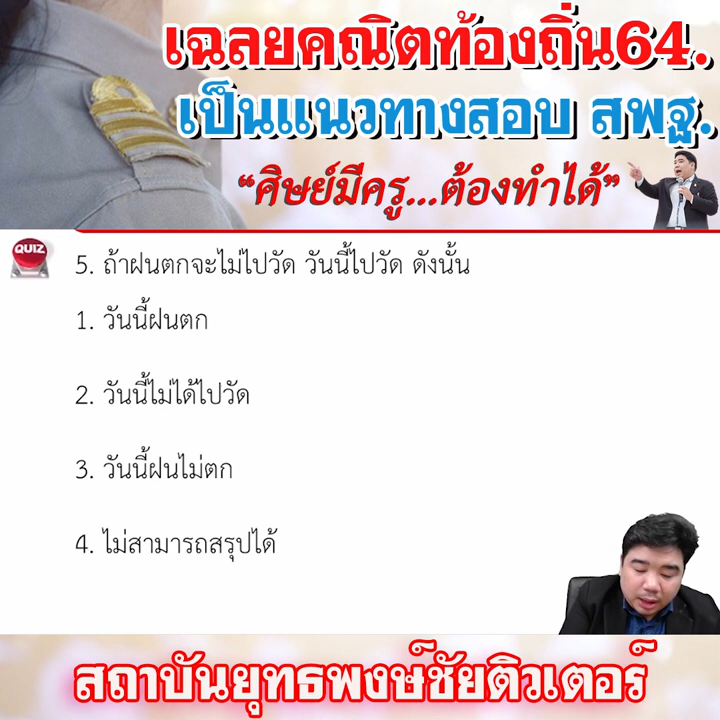 เฉลยคณิตท้องถิ่น64.
เป็นแนวทางสอบ สพฐ.
“ศิษย์มีครู...ต้องทำได้”
QUIZ
5. ถ้าฝนตกจะไม่ไปวัด วันนี้ไปวัด ดังนั้น
1. วันนี้ฝนตก
2. วันนี้ไม่ได้ไปวัด
3. วันนี้ฝนไม่ตก
4. ไม่สามารถสรุปได้
สถาบันยุทธพงษ์ชัยติวเตอร์